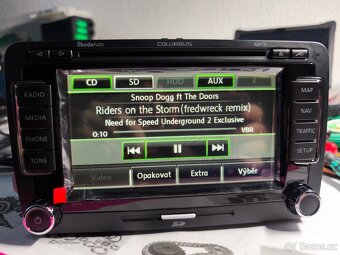 ŠkodaAuto COLUMBUS MP3
CD SD HDD AUX
RADIO
MEDIA
PHONE
TONE
Snoop Dogg ft The Doors
Riders on the Storm(fredwreck remix)
Need for Speed Underground 2 Exclusive
0:10 VBR
Video Opakovat Extra Výběr
MAP
NAV
TRAFFIC
SETUP
SD
Bazos.cz